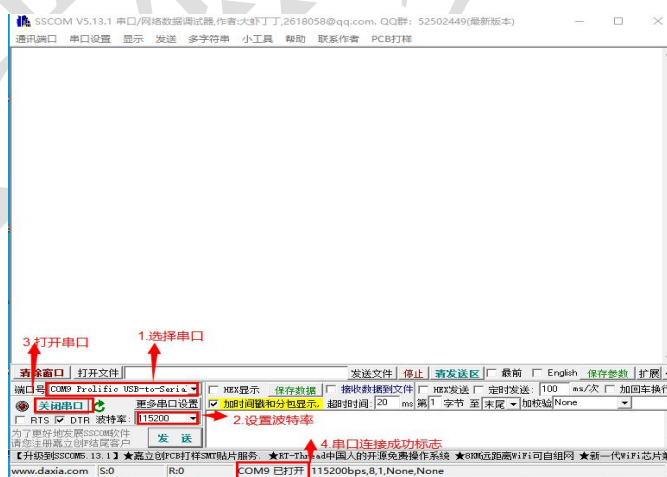 SSCOM V5.13.1 串口/网络数据调试器,作者:大虾丁丁,2618058@qq.com. QQ群: 52502449(最新版本)
通讯端口 串口设置 显示 发送 多字符串 小工具 帮助 联系作者 PCB打样
3.打开串口
1.选择串口
清除窗口 打开文件 发送文件 停止 清发送区 最前 English 保存参数 扩展
端口号 COM9 Prolific USB-to-Seria HEX显示 保存数据 接收数据到文件 HEX发送 定时发送: 100 ms/次 加回车换行
关闭串口 更多串口设置 加时间戳和分包显示, 超时时间: 20 ms 第1 字节 至 末尾 加校验 None
RTS DTR 波特率: 115200
2.设置波特率
为了更好地发展SSCOM软件
请您注册嘉立创F结尾客户
发 送
4.串口连接成功标志
【升级到SSCOM5.13.1】★嘉立创PCB打样SMT贴片服务. ★RT-Thread中国人的开源免费操作系统 ★8KM远距离WiFi可自组网 ★新一代WiFi芯片
www.daxia.com S:0 R:0 COM9 已打开 115200bps,8,1,None,None